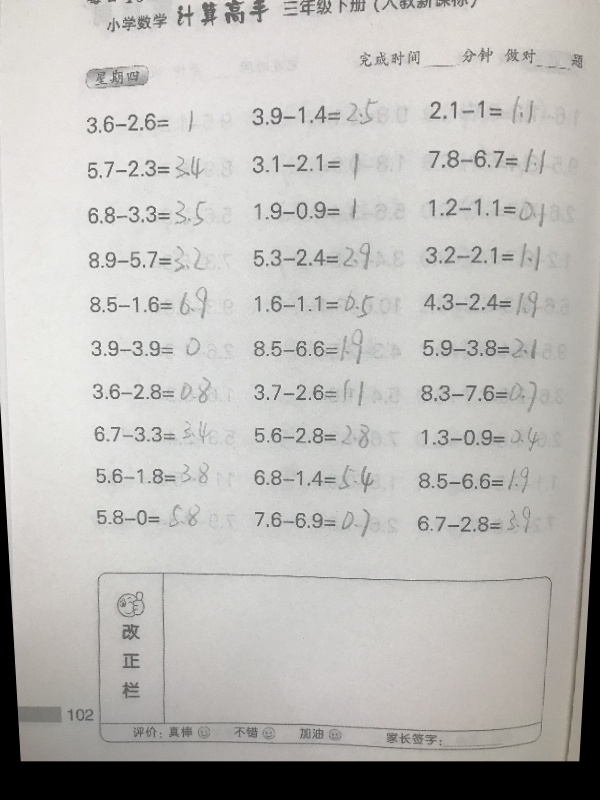 小学数学 计算高手 三年级下册（人教新课标）
完成时间____分钟 做对____题
星期四
3.6−2.6= 1 3.9−1.4= 2.5 2.1−1= 1.1
5.7−2.3= 3.4 3.1−2.1= 1 7.8−6.7= 1.1
6.8−3.3= 3.5 1.9−0.9= 1 1.2−1.1= 0.1
8.9−5.7= 3.2 5.3−2.4= 2.9 3.2−2.1= 1.1
8.5−1.6= 6.9 1.6−1.1= 0.5 4.3−2.4= 1.9
3.9−3.9= 0 8.5−6.6= 1.9 5.9−3.8= 2.1
3.6−2.8= 0.8 3.7−2.6= 1.1 8.3−7.6= 0.7
6.7−3.3= 3.4 5.6−2.8= 2.8 1.3−0.9= 0.4
5.6−1.8= 3.8 6.8−1.4= 5.4 8.5−6.6= 1.9
5.8−0= 5.8 7.6−6.9= 0.7 6.7−2.8= 3.9
改正栏
评价：真棒 不错 加油 家长签字：
102